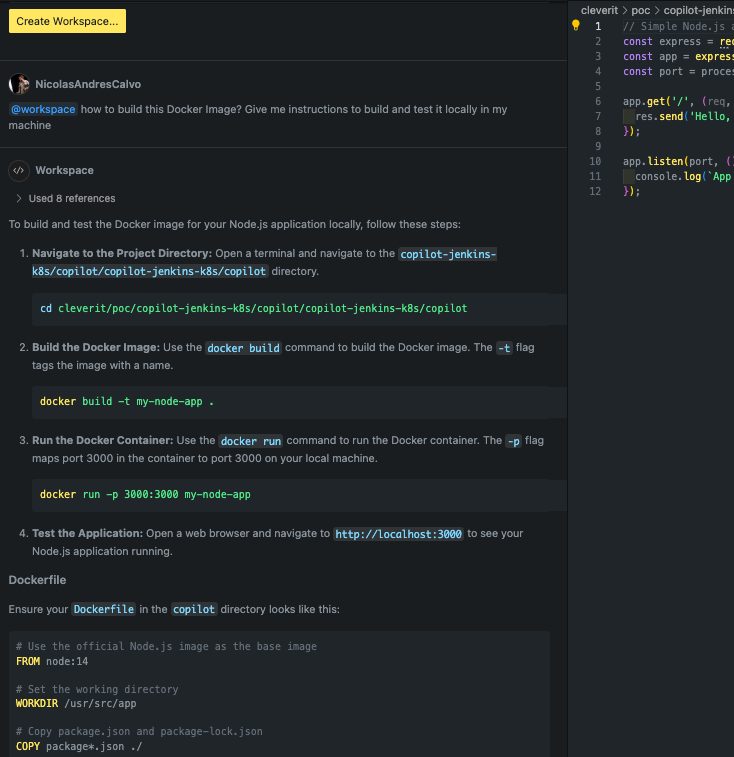 Create Workspace...
NicolasAndresCalvo
@workspace how to build this Docker Image? Give me instructions to build and test it locally in my
machine
Workspace
Used 8 references
To build and test the Docker image for your Node.js application locally, follow these steps:
1. Navigate to the Project Directory: Open a terminal and navigate to the copilot-jenkins-
k8s/copilot/copilot-jenkins-k8s/copilot directory.
cd cleverit/poc/copilot-jenkins-k8s/copilot/copilot-jenkins-k8s/copilot
2. Build the Docker Image: Use the docker build command to build the Docker image. The -t flag
tags the image with a name.
docker build -t my-node-app .
3. Run the Docker Container: Use the docker run command to run the Docker container. The -p flag
maps port 3000 in the container to port 3000 on your local machine.
docker run -p 3000:3000 my-node-app
4. Test the Application: Open a web browser and navigate to http://localhost:3000 to see your
Node.js application running.
Dockerfile
Ensure your Dockerfile in the copilot directory looks like this:
# Use the official Node.js image as the base image
FROM node:14
# Set the working directory
WORKDIR /usr/src/app
# Copy package.json and package-lock.json
COPY package*.json ./
cleverit > poc > copilot-jenkins
1 // Simple Node.js a
2 const express = req
3 const app = express
4 const port = proces
5
6 app.get('/', (req,
7 res.send('Hello,
8 });
9
10 app.listen(port, ()
11 console.log(`App
12 });